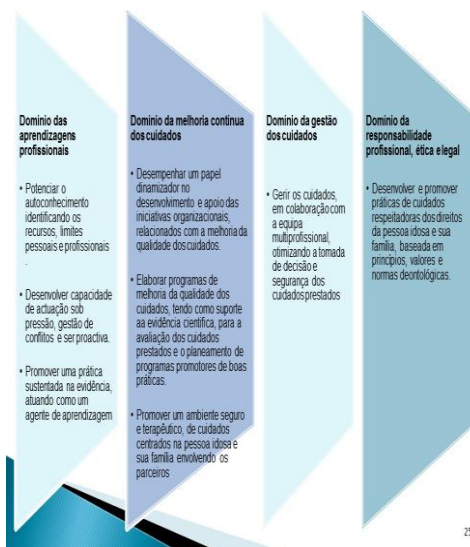 Domínio das
aprendizagens
profissionais
• Potenciar o
autoconhecimento
identificando os
recursos, limites
pessoais e profissionais
.
• Desenvolver capacidade
de actuação sob
pressão, gestão de
conflitos e ser proactiva.
• Promover uma prática
sustentada na evidência,
atuando como um
agente de aprendizagem
Domínio da melhoria contínua
dos cuidados
• Desempenhar um papel
dinamizador no
desenvolvimento e apoio das
iniciativas organizacionais,
relacionados com a melhoria da
qualidade dos cuidados.
• Elaborar programas de
melhoria da qualidade dos
cuidados, tendo como suporte
aa evidência cientifica, para a
avaliação dos cuidados
prestados e o planeamento de
programas promotores de boas
práticas.
• Promover um ambiente seguro
e terapêutico, de cuidados
centrados na pessoa idosa e
sua família envolvendo os
parceiros
Domínio da gestão
dos cuidados
• Gerir os cuidados,
em colaboração com
a equipa
multiprofissional,
otimizando a tomada
de decisão e
segurança dos
cuidados prestados
Domínio da
responsabilidade
profissional, ética e legal
• Desenvolver e promover
práticas de cuidados
respeitadoras dos direitos
da pessoa idosa e sua
família, baseada em
princípios, valores e
normas deontológicas.
25